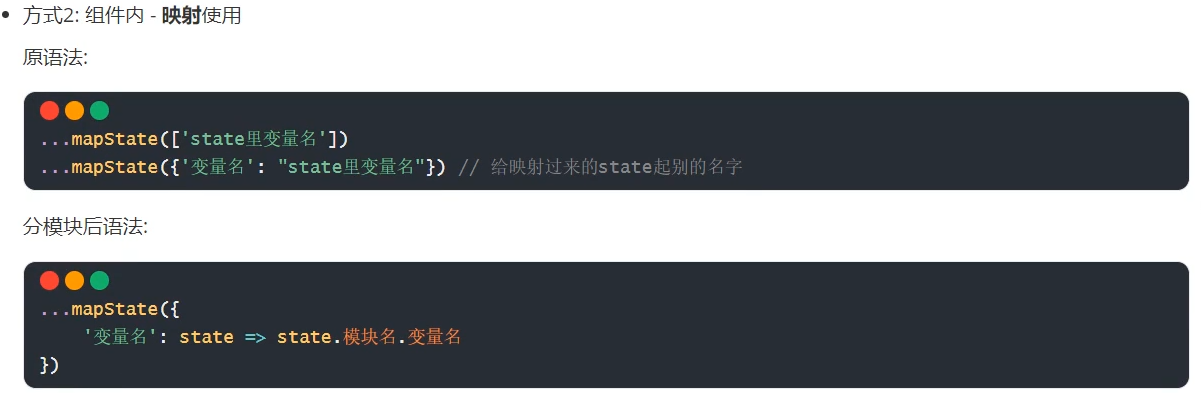 方式2: 组件内 - 映射使用
原语法:
...mapState(['state里变量名'])
...mapState({'变量名': "state里变量名"}) // 给映射过来的state起别的名字
分模块后语法:
...mapState({
    '变量名': state => state.模块名.变量名
})